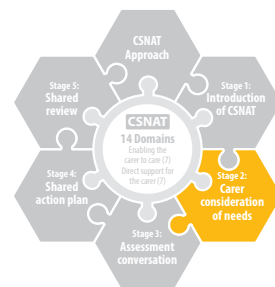 CSNAT
Approach
Stage 1:
Introduction
of CSNAT
Stage 2:
Carer
consideration
of needs
Stage 3:
Assessment
conversation
Stage 4:
Shared
action plan
Stage 5:
Shared
review
CSNAT
14 Domains
Enabling the
carer to care (7)
Direct support for
the carer (7)